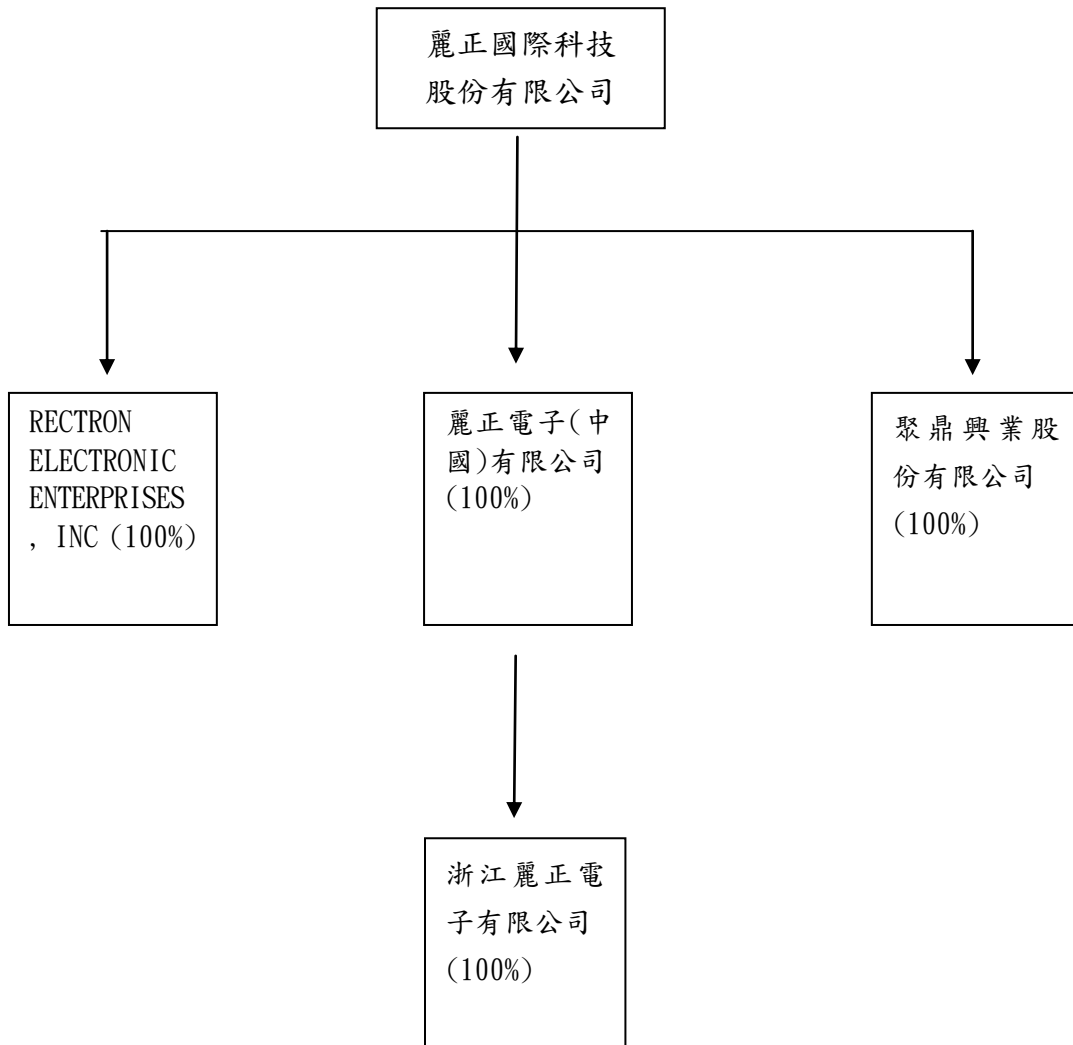 麗正國際科技
股份有限公司
RECTRON
ELECTRONIC
ENTERPRISES
, INC (100%)
麗正電子(中
國)有限公司
(100%)
聚鼎興業股
份有限公司
(100%)
浙江麗正電
子有限公司
(100%)